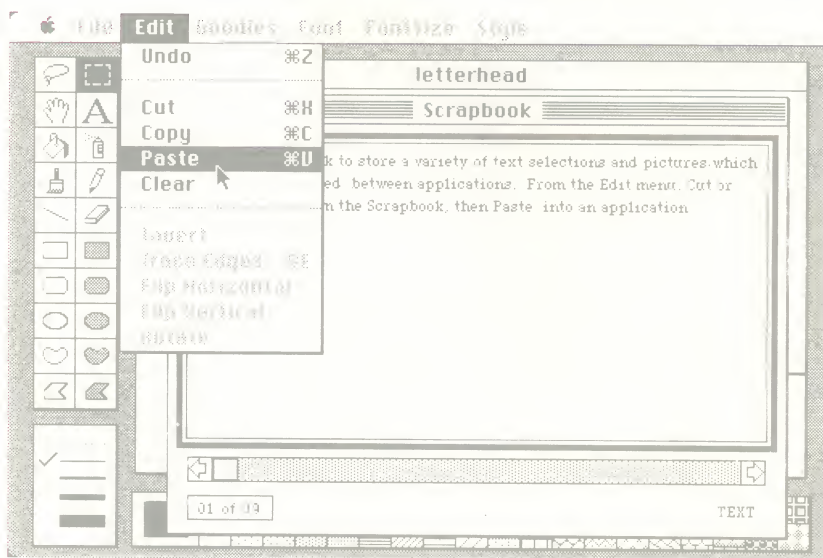 File Edit Goodies Font FontSize Style
Undo ⌘Z
Cut ⌘X
Copy ⌘C
Paste ⌘V
Clear
Invert
Trace Edges ⌘E
Flip Horizontal
Flip Vertical
Rotate
letterhead
Scrapbook
k to store a variety of text selections and pictures which
ed between applications. From the Edit menu, Cut or
n the Scrapbook, then Paste into an application
A
01 of 09
TEXT